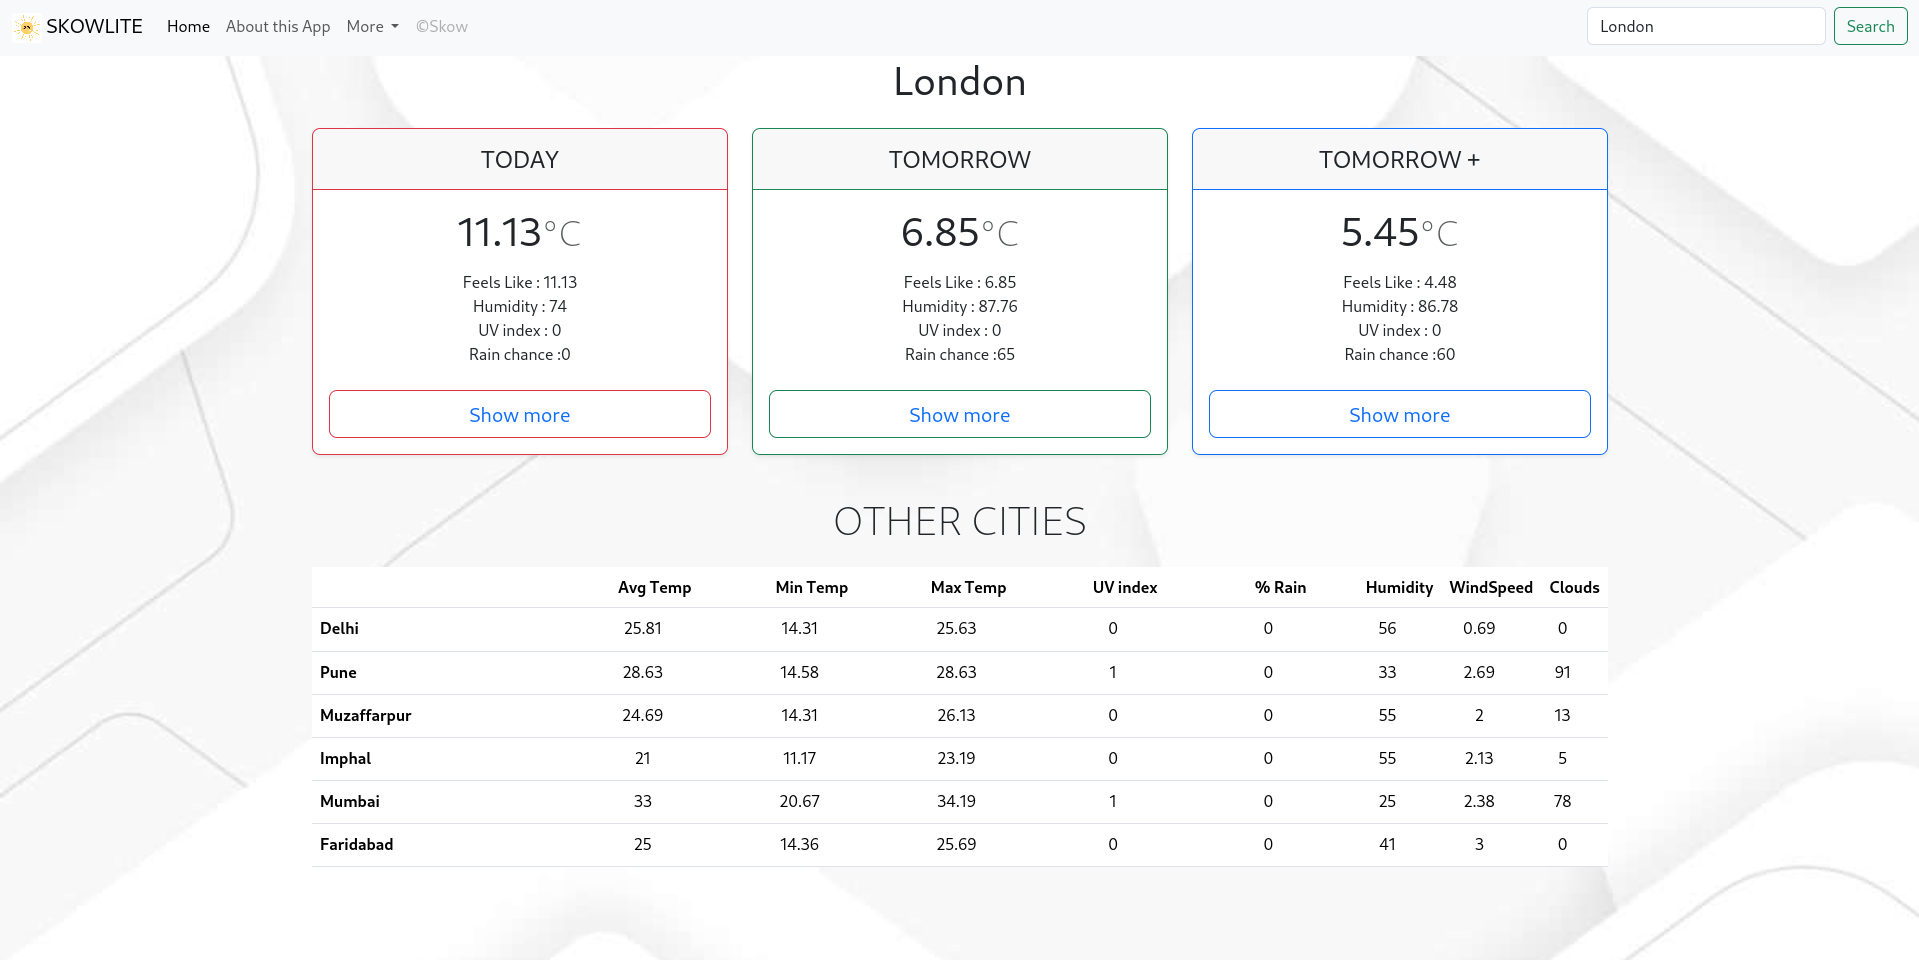 SKOWLITE Home About this App More ©Skow London Search
London
TODAY
11.13°C
Feels Like : 11.13
Humidity : 74
UV index : 0
Rain chance :0
Show more
TOMORROW
6.85°C
Feels Like : 6.85
Humidity : 87.76
UV index : 0
Rain chance :65
Show more
TOMORROW +
5.45°C
Feels Like : 4.48
Humidity : 86.78
UV index : 0
Rain chance :60
Show more
OTHER CITIES
Avg Temp Min Temp Max Temp UV index % Rain Humidity WindSpeed Clouds
Delhi 25.81 14.31 25.63 0 0 56 0.69 0
Pune 28.63 14.58 28.63 1 0 33 2.69 91
Muzaffarpur 24.69 14.31 26.13 0 0 55 2 13
Imphal 21 11.17 23.19 0 0 55 2.13 5
Mumbai 33 20.67 34.19 1 0 25 2.38 78
Faridabad 25 14.36 25.69 0 0 41 3 0